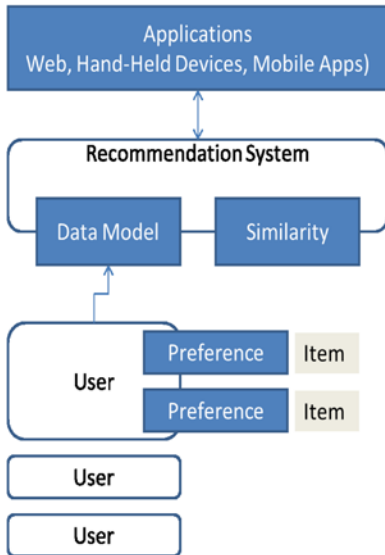 Applications
Web, Hand-Held Devices, Mobile Apps)
Recommendation System
Data Model
Similarity
User
Preference
Item
Preference
Item
User
User